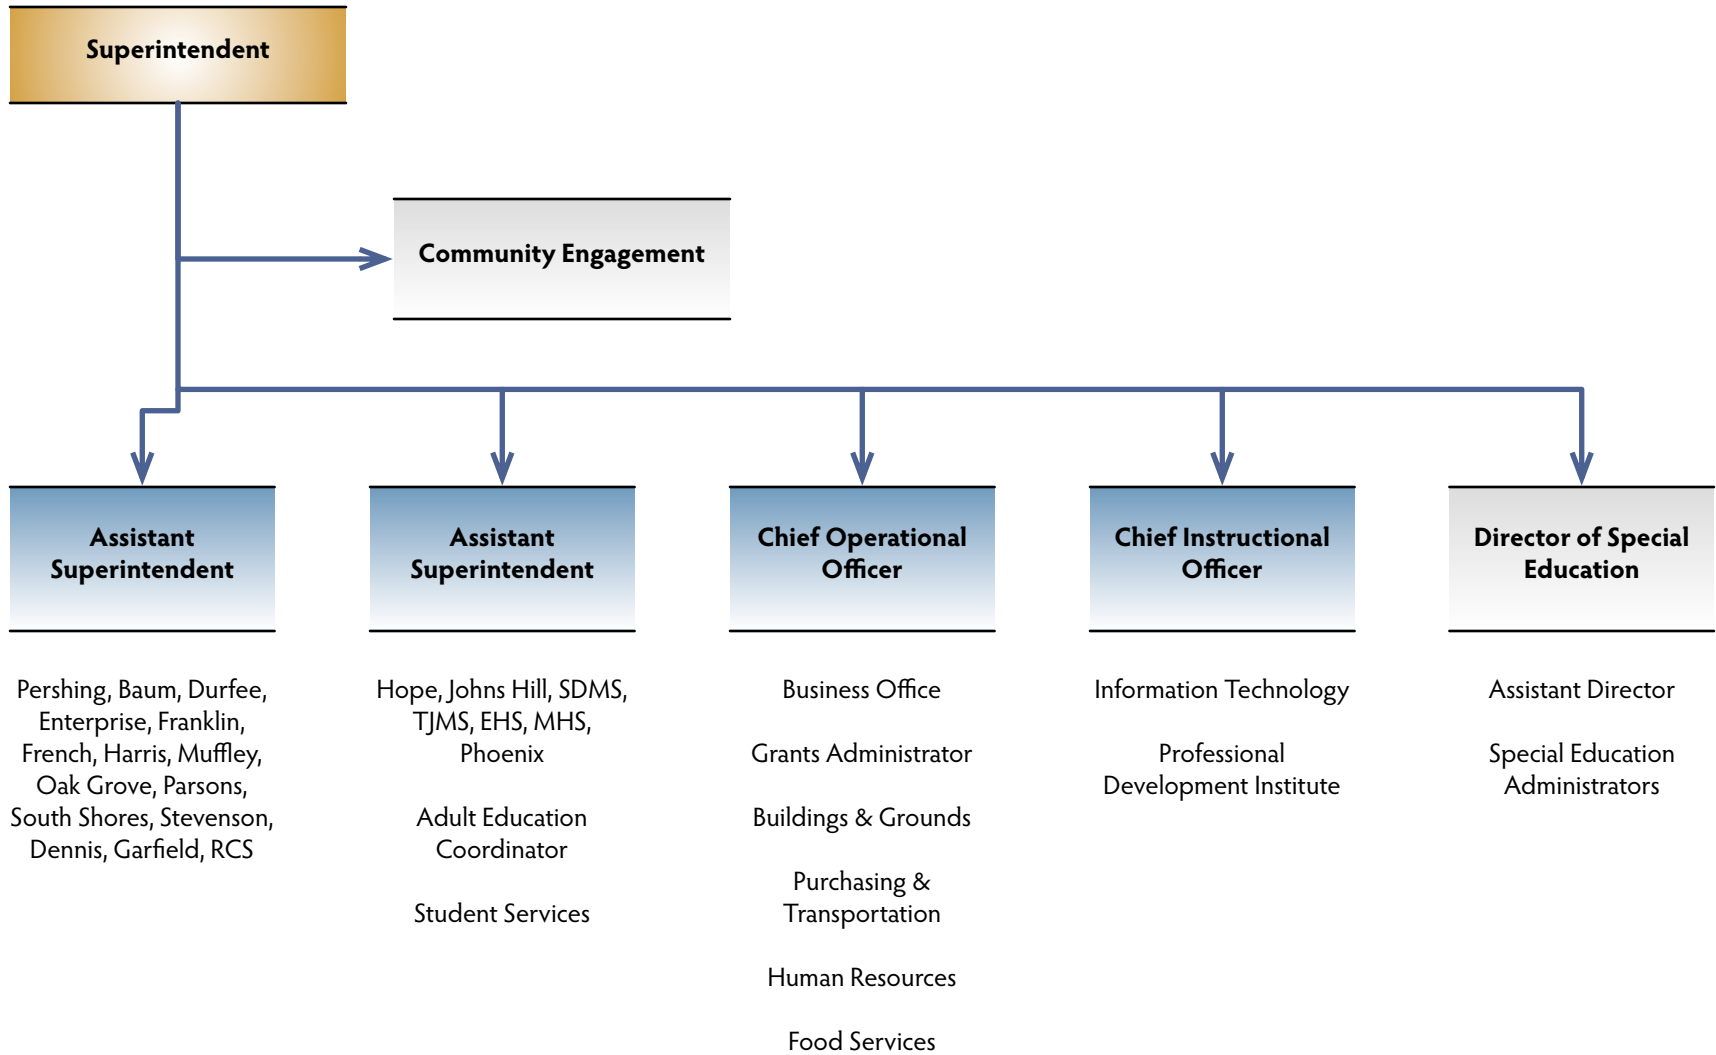 Superintendent
Community Engagement
Assistant
Superintendent
Pershing, Baum, Durfee,
Enterprise, Franklin,
French, Harris, Muffley,
Oak Grove, Parsons,
South Shores, Stevenson,
Dennis, Garfield, RCS
Assistant
Superintendent
Hope, Johns Hill, SDMS,
TJMS, EHS, MHS,
Phoenix
Adult Education
Coordinator
Student Services
Chief Operational
Officer
Business Office
Grants Administrator
Buildings & Grounds
Purchasing &
Transportation
Human Resources
Food Services
Chief Instructional
Officer
Information Technology
Professional
Development Institute
Director of Special
Education
Assistant Director
Special Education
Administrators